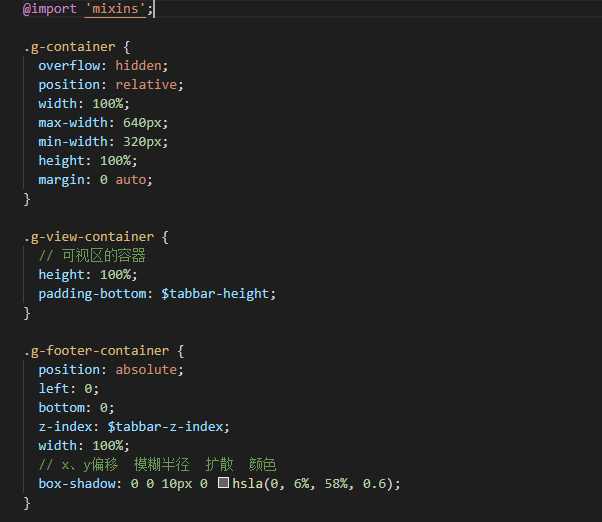 @import 'mixins';
.g-container {
overflow: hidden;
position: relative;
width: 100%;
max-width: 640px;
min-width: 320px;
height: 100%;
margin: 0 auto;
}
.g-view-container {
// 可视区的容器
height: 100%;
padding-bottom: $tabbar-height;
}
.g-footer-container {
position: absolute;
left: 0;
bottom: 0;
z-index: $tabbar-z-index;
width: 100%;
// x、y偏移 模糊半径 扩散 颜色
box-shadow: 0 0 10px 0 hsla(0, 6%, 58%, 0.6);
}